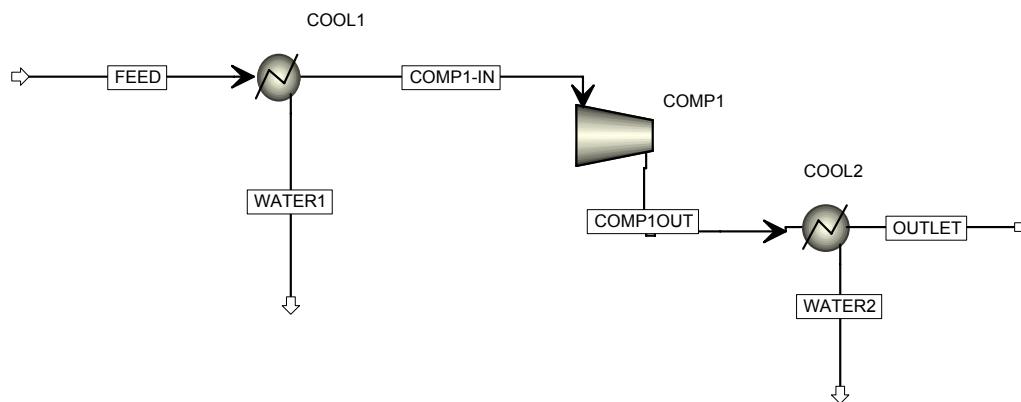 COOL1
FEED
COMP1-IN
COMP1
COOL2
WATER1
COMP1OUT
OUTLET
WATER2